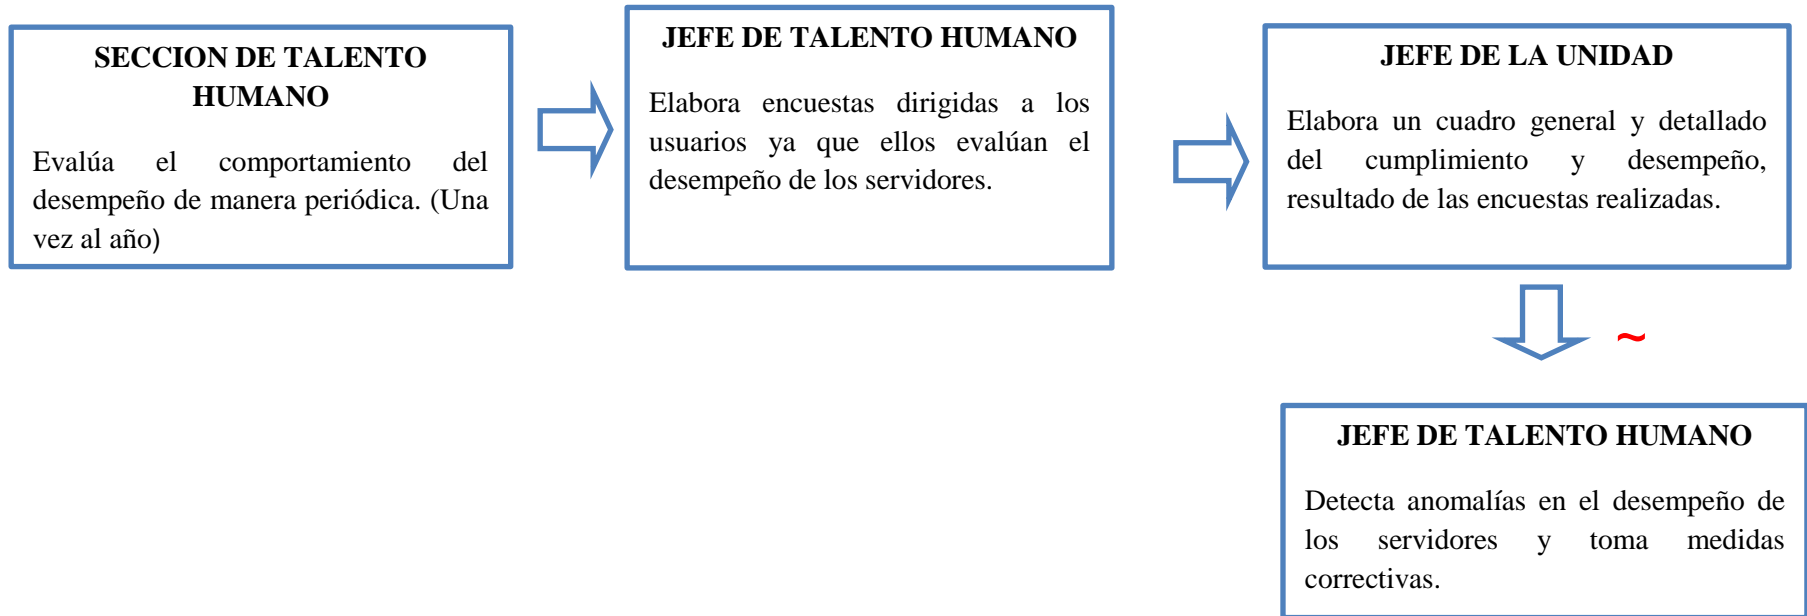 SECCION DE TALENTO
HUMANO
Evalúa el comportamiento del
desempeño de manera periódica. (Una
vez al año)
JEFE DE TALENTO HUMANO
Elabora encuestas dirigidas a los
usuarios ya que ellos evalúan el
desempeño de los servidores.
JEFE DE LA UNIDAD
Elabora un cuadro general y detallado
del cumplimiento y desempeño,
resultado de las encuestas realizadas.
~
JEFE DE TALENTO HUMANO
Detecta anomalías en el desempeño de
los servidores y toma medidas
correctivas.